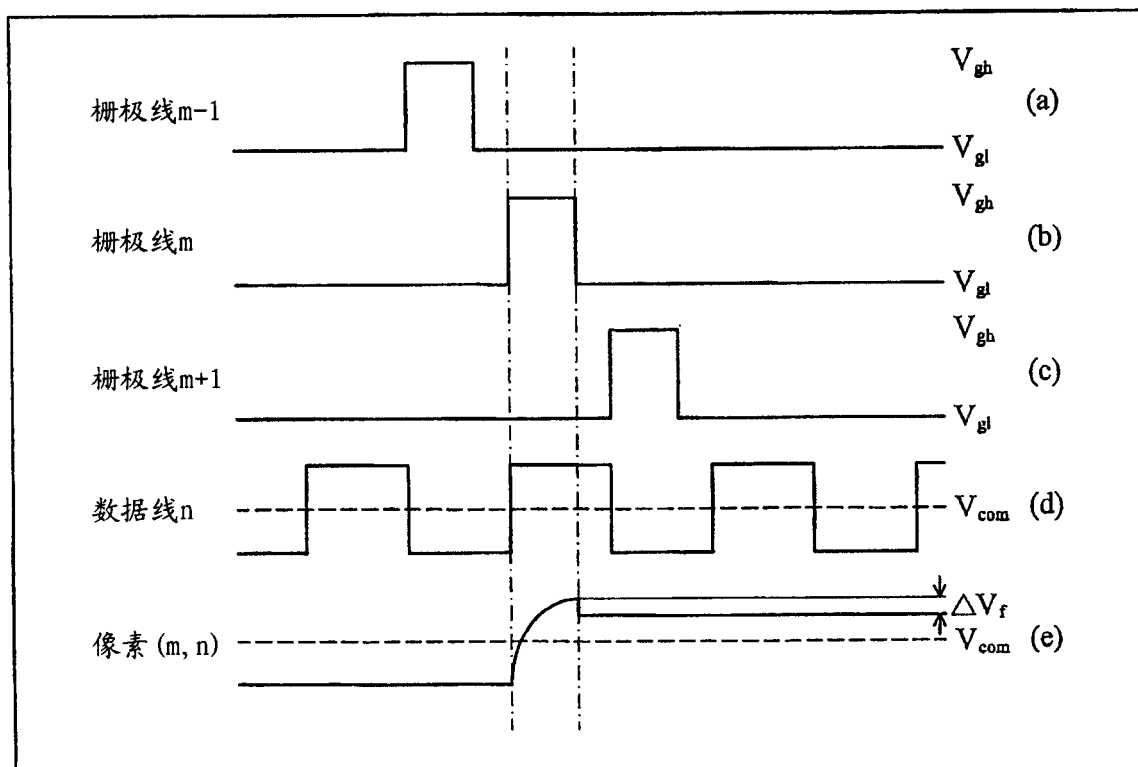 栅极线m-1 V_gh V_gl (a)
栅极线m V_gh V_gl (b)
栅极线m+1 V_gh V_gl (c)
数据线n V_com (d)
△V_f
像素(m,n) V_com (e)